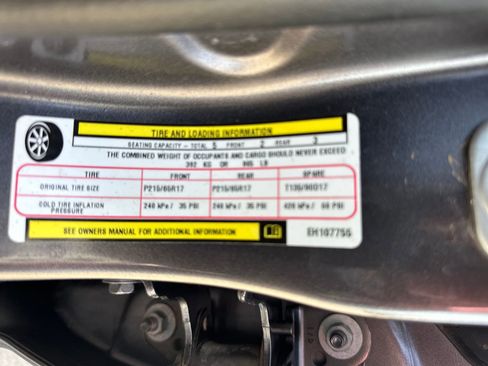 TIRE AND LOADING INFORMATION
SEATING CAPACITY - TOTAL 5 FRONT 2 REAR 3
THE COMBINED WEIGHT OF OCCUPANTS AND CARGO SHOULD NEVER EXCEED
392 KG OR 865 LB
TIRE FRONT REAR SPARE
ORIGINAL TIRE SIZE P215/65R17 P215/65R17 T135/90D17
COLD TIRE INFLATION PRESSURE 240 kPa / 35 PSI 240 kPa / 35 PSI 420 kPa / 60 PSI
SEE OWNERS MANUAL FOR ADDITIONAL INFORMATION EH107755